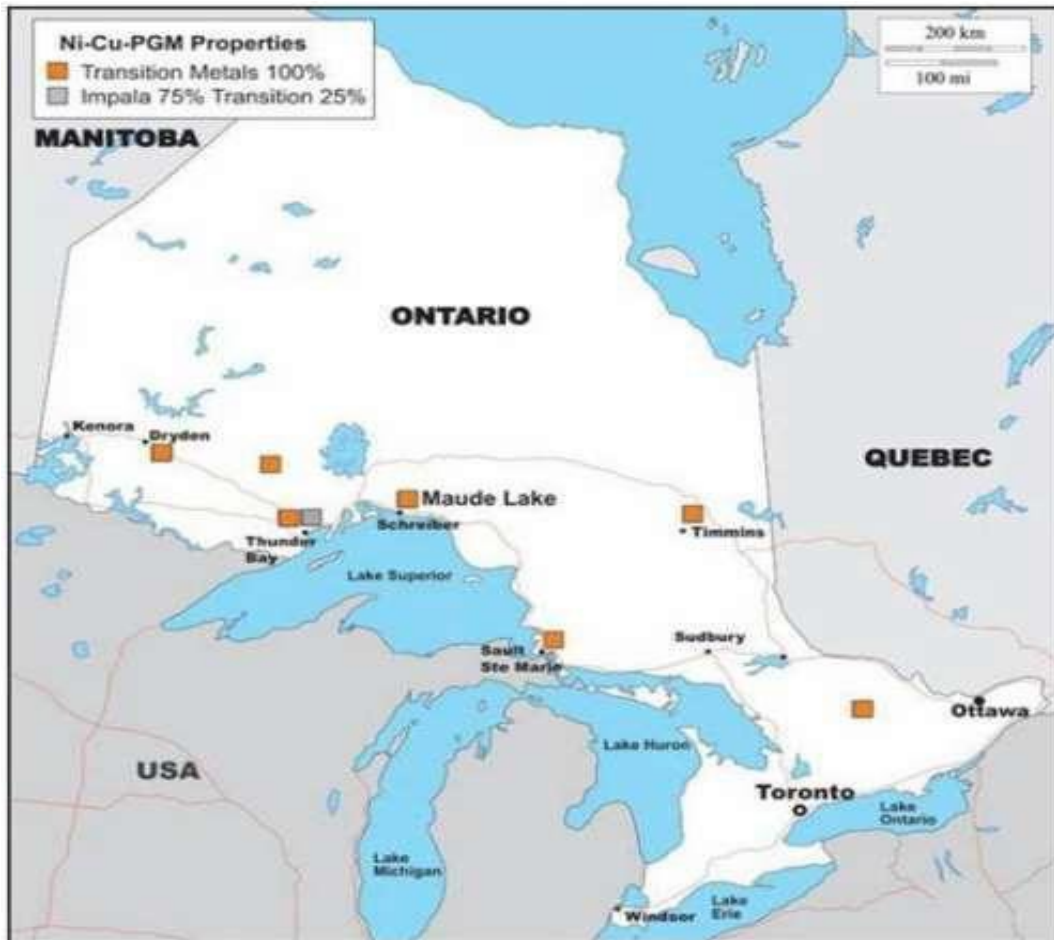 Ni-Cu-PGM Properties
Transition Metals 100%
Impala 75% Transition 25%
200 km
100 mi
MANITOBA
ONTARIO
Kenora
Dryden
QUEBEC
Maude Lake
Schreiber
Timmins
Thunder
Bay
Lake Superior
Sault
Ste Marie
Sudbury
Ottawa
Lake Huron
USA
Toronto
Lake
Ontario
Lake
Michigan
Lake
Erie
Windsor